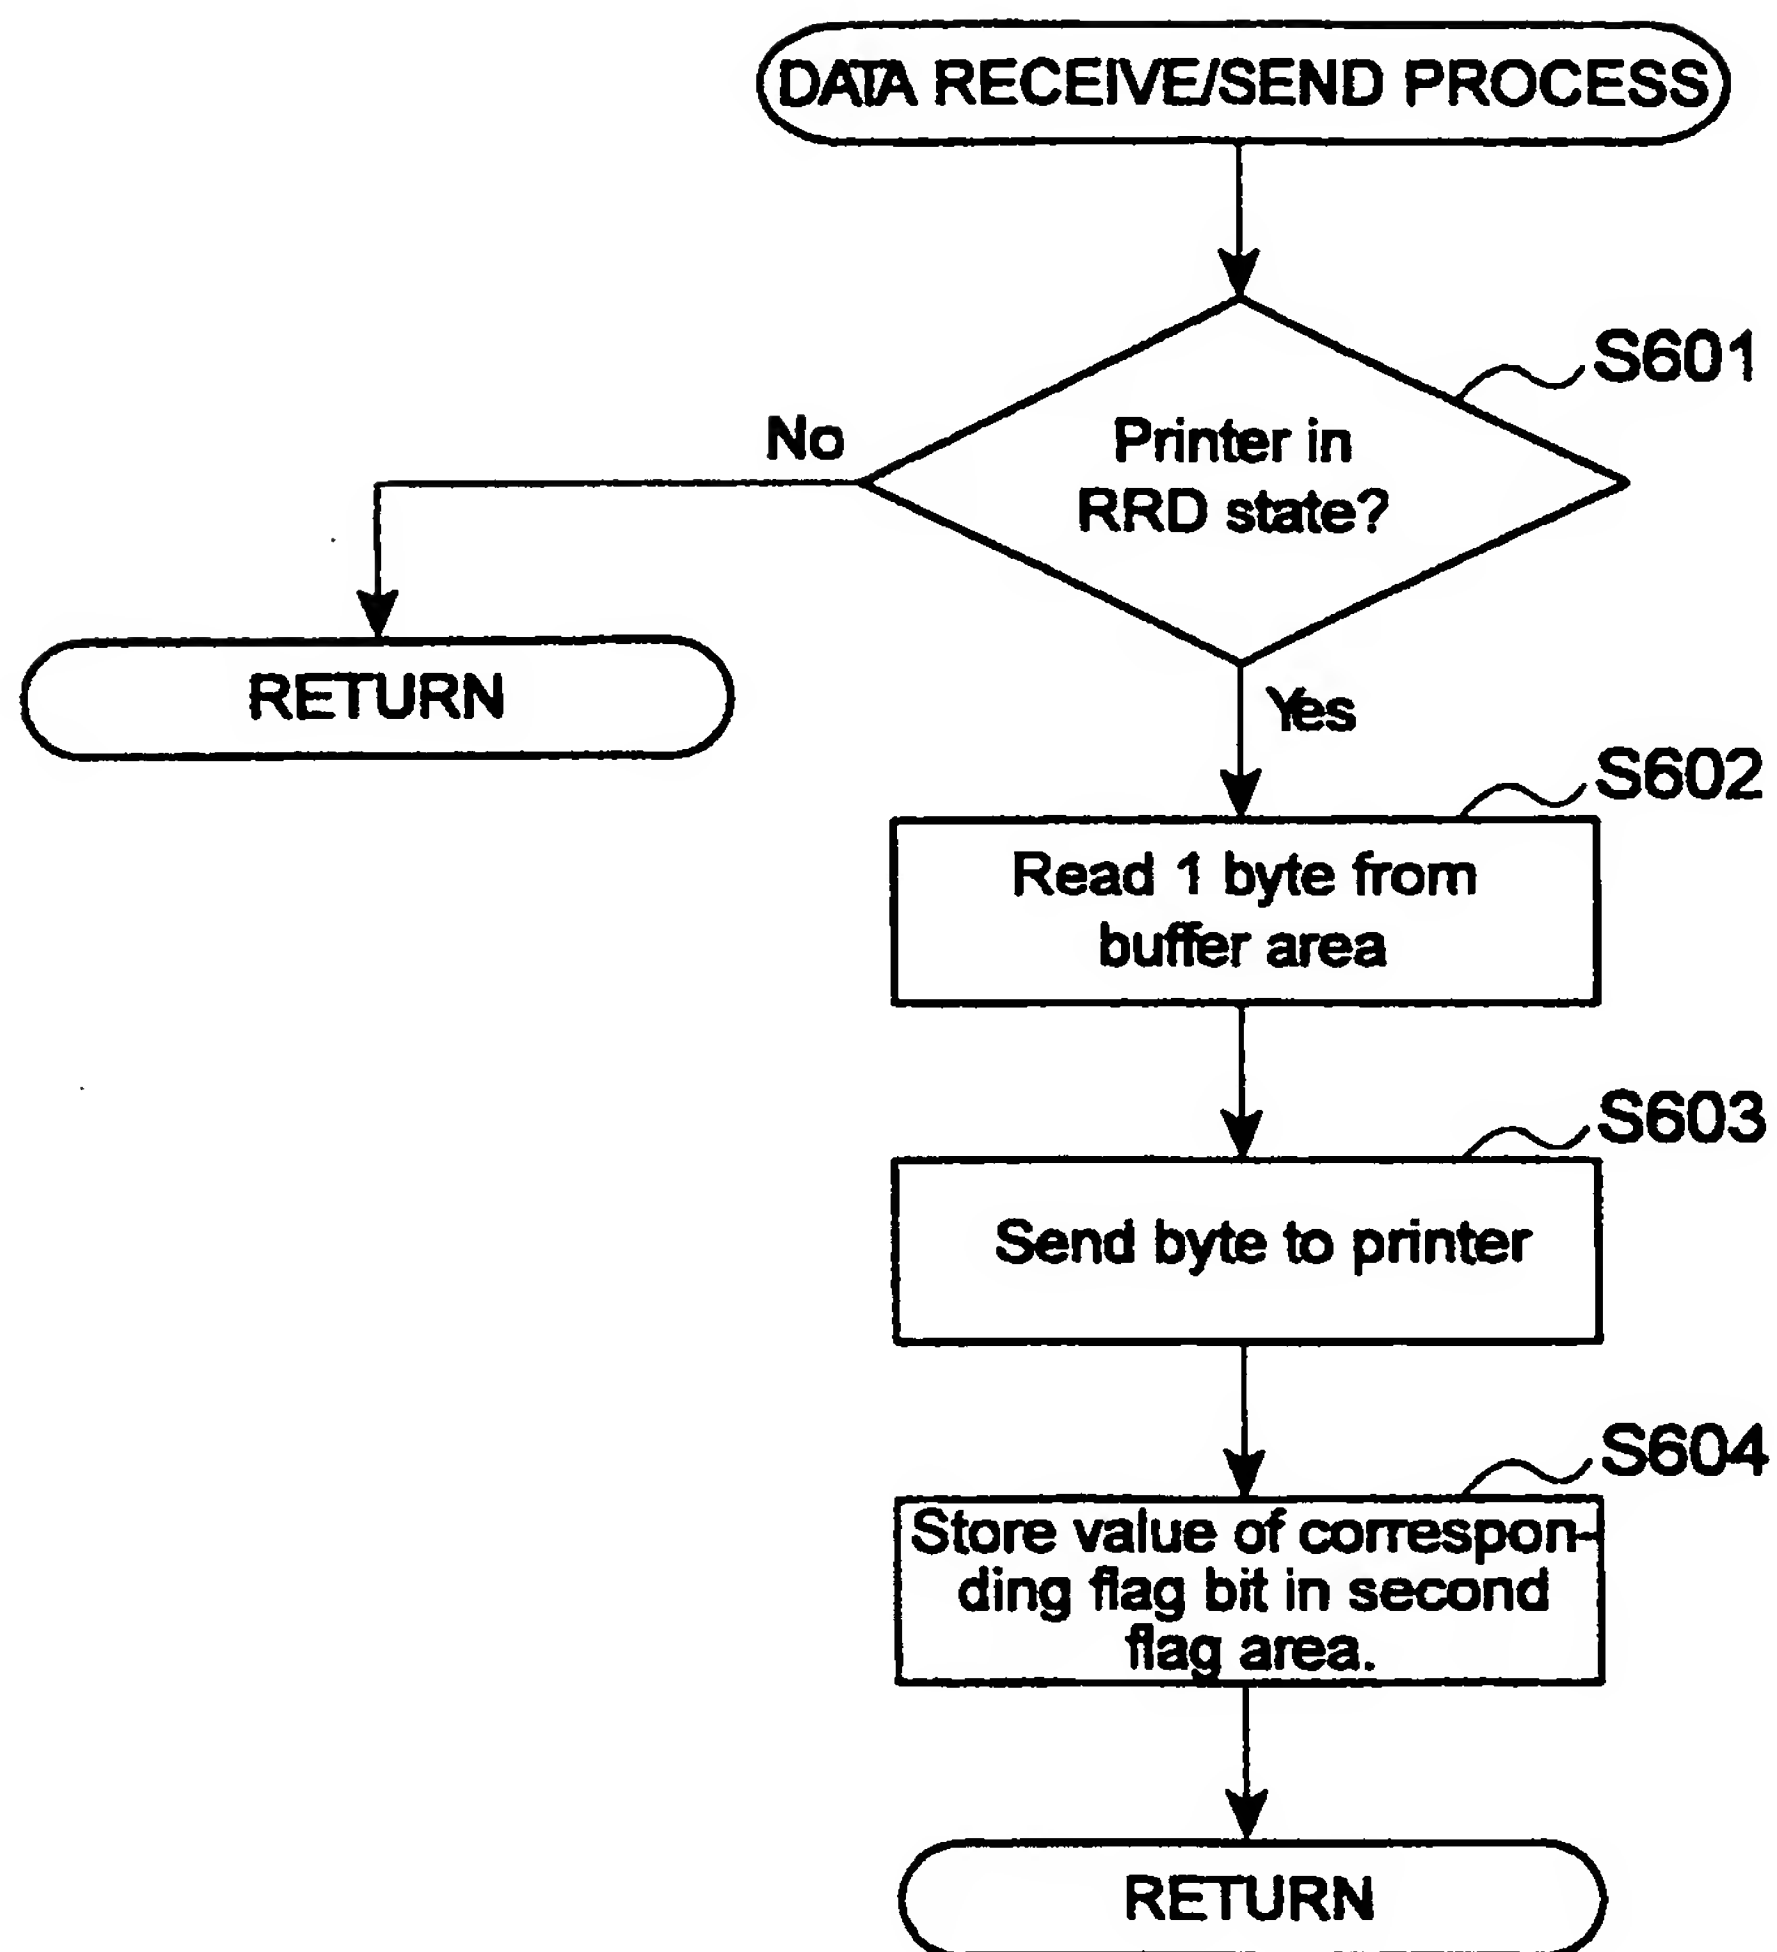 DATA RECEIVE/SEND PROCESS
S601
No
Printer in
RRD state?
RETURN
Yes
S602
Read 1 byte from
buffer area
S603
Send byte to printer
S604
Store value of correspon-
ding flag bit in second
flag area.
RETURN